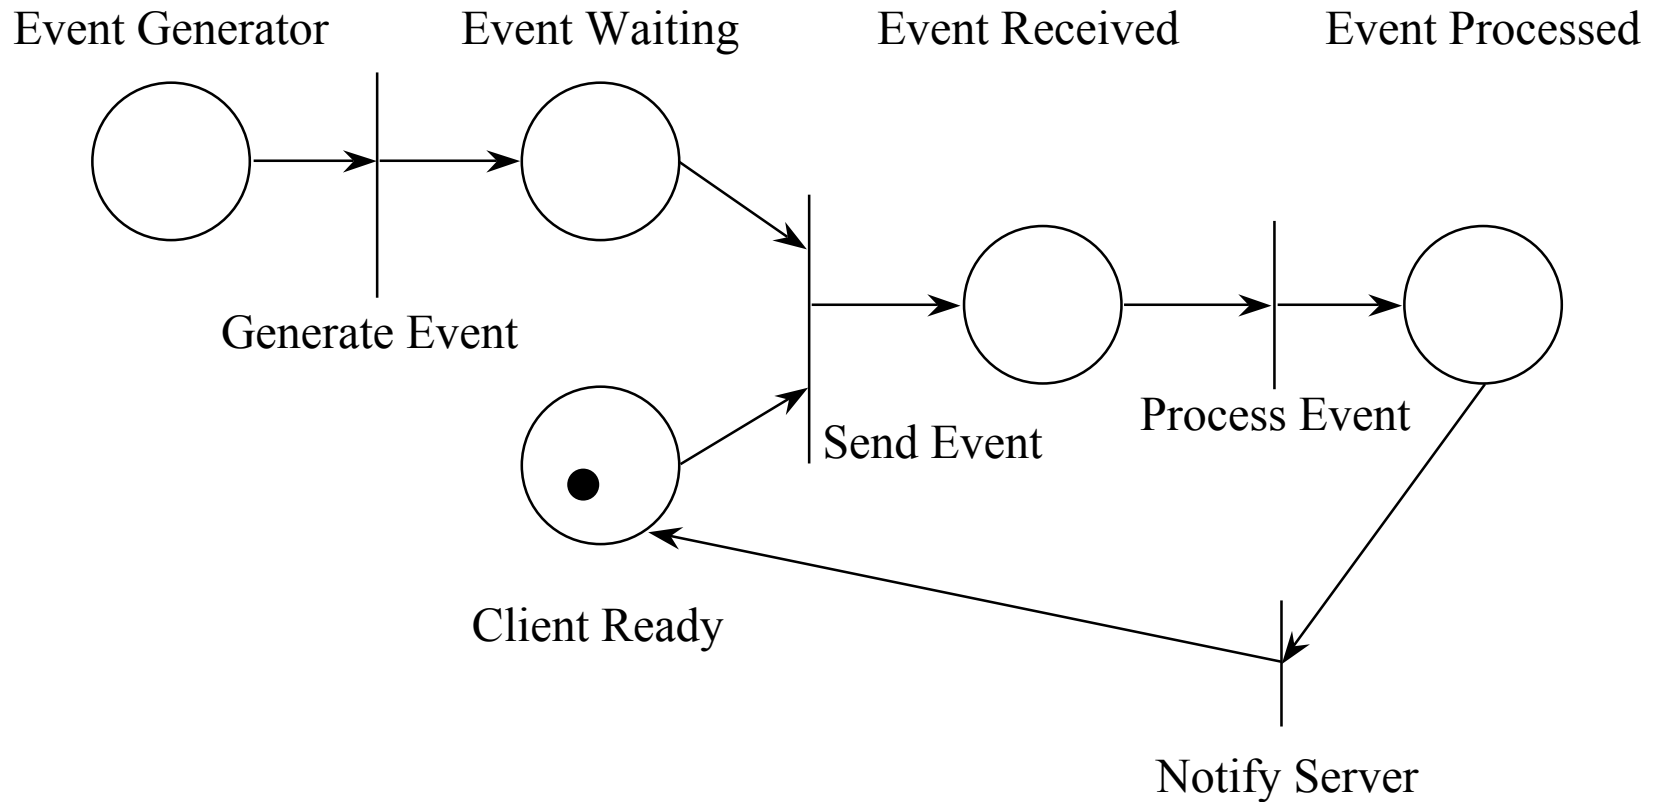 Event Generator
Event Waiting
Event Received
Event Processed
Generate Event
Process Event
Send Event
Client Ready
Notify Server